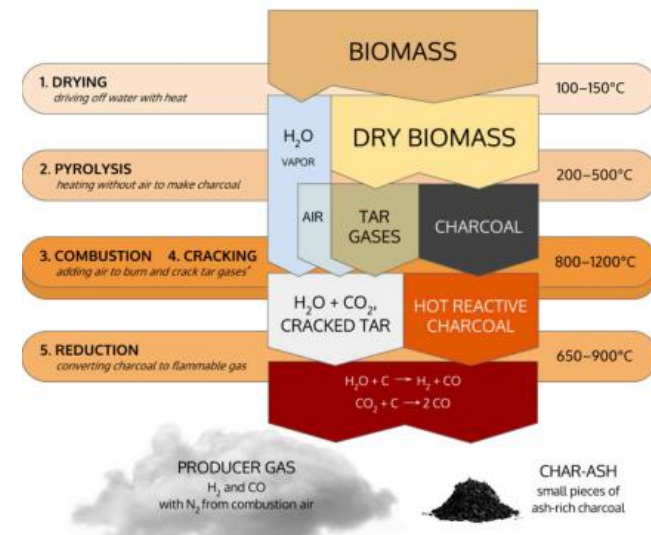 BIOMASS
1. DRYING
driving off water with heat
100–150°C
H₂O
VAPOR
DRY BIOMASS
2. PYROLYSIS
heating without air to make charcoal
200–500°C
AIR
TAR
GASES
CHARCOAL
3. COMBUSTION 4. CRACKING
adding air to burn and crack tar gases*
800–1200°C
H₂O + CO₂,
CRACKED TAR
HOT REACTIVE
CHARCOAL
5. REDUCTION
converting charcoal to flammable gas
650–900°C
H₂O + C → H₂ + CO
CO₂ + C → 2 CO
PRODUCER GAS
H₂ and CO
with N₂ from combustion air
CHAR-ASH
small pieces of
ash-rich charcoal